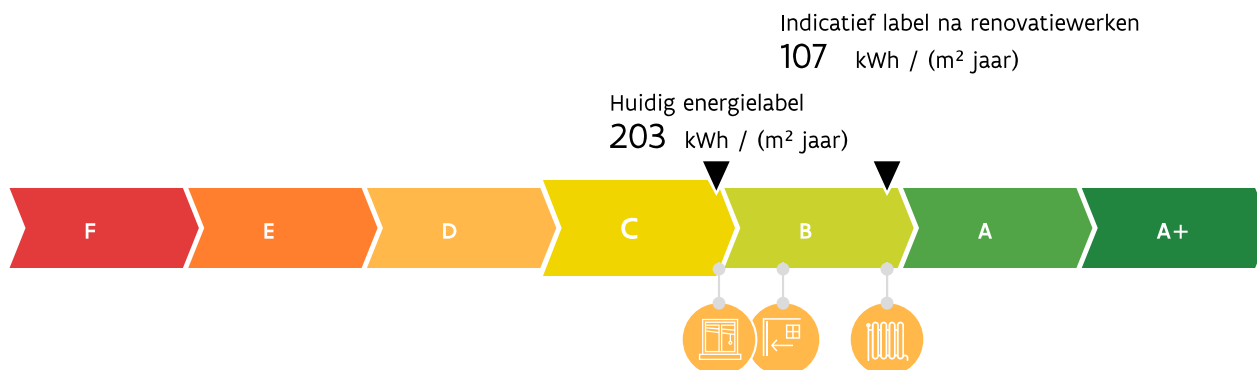 Indicatief label na renovatiewerken
107 kWh / (m² jaar)
Huidig energielabel
203 kWh / (m² jaar)
F E D C B A A+